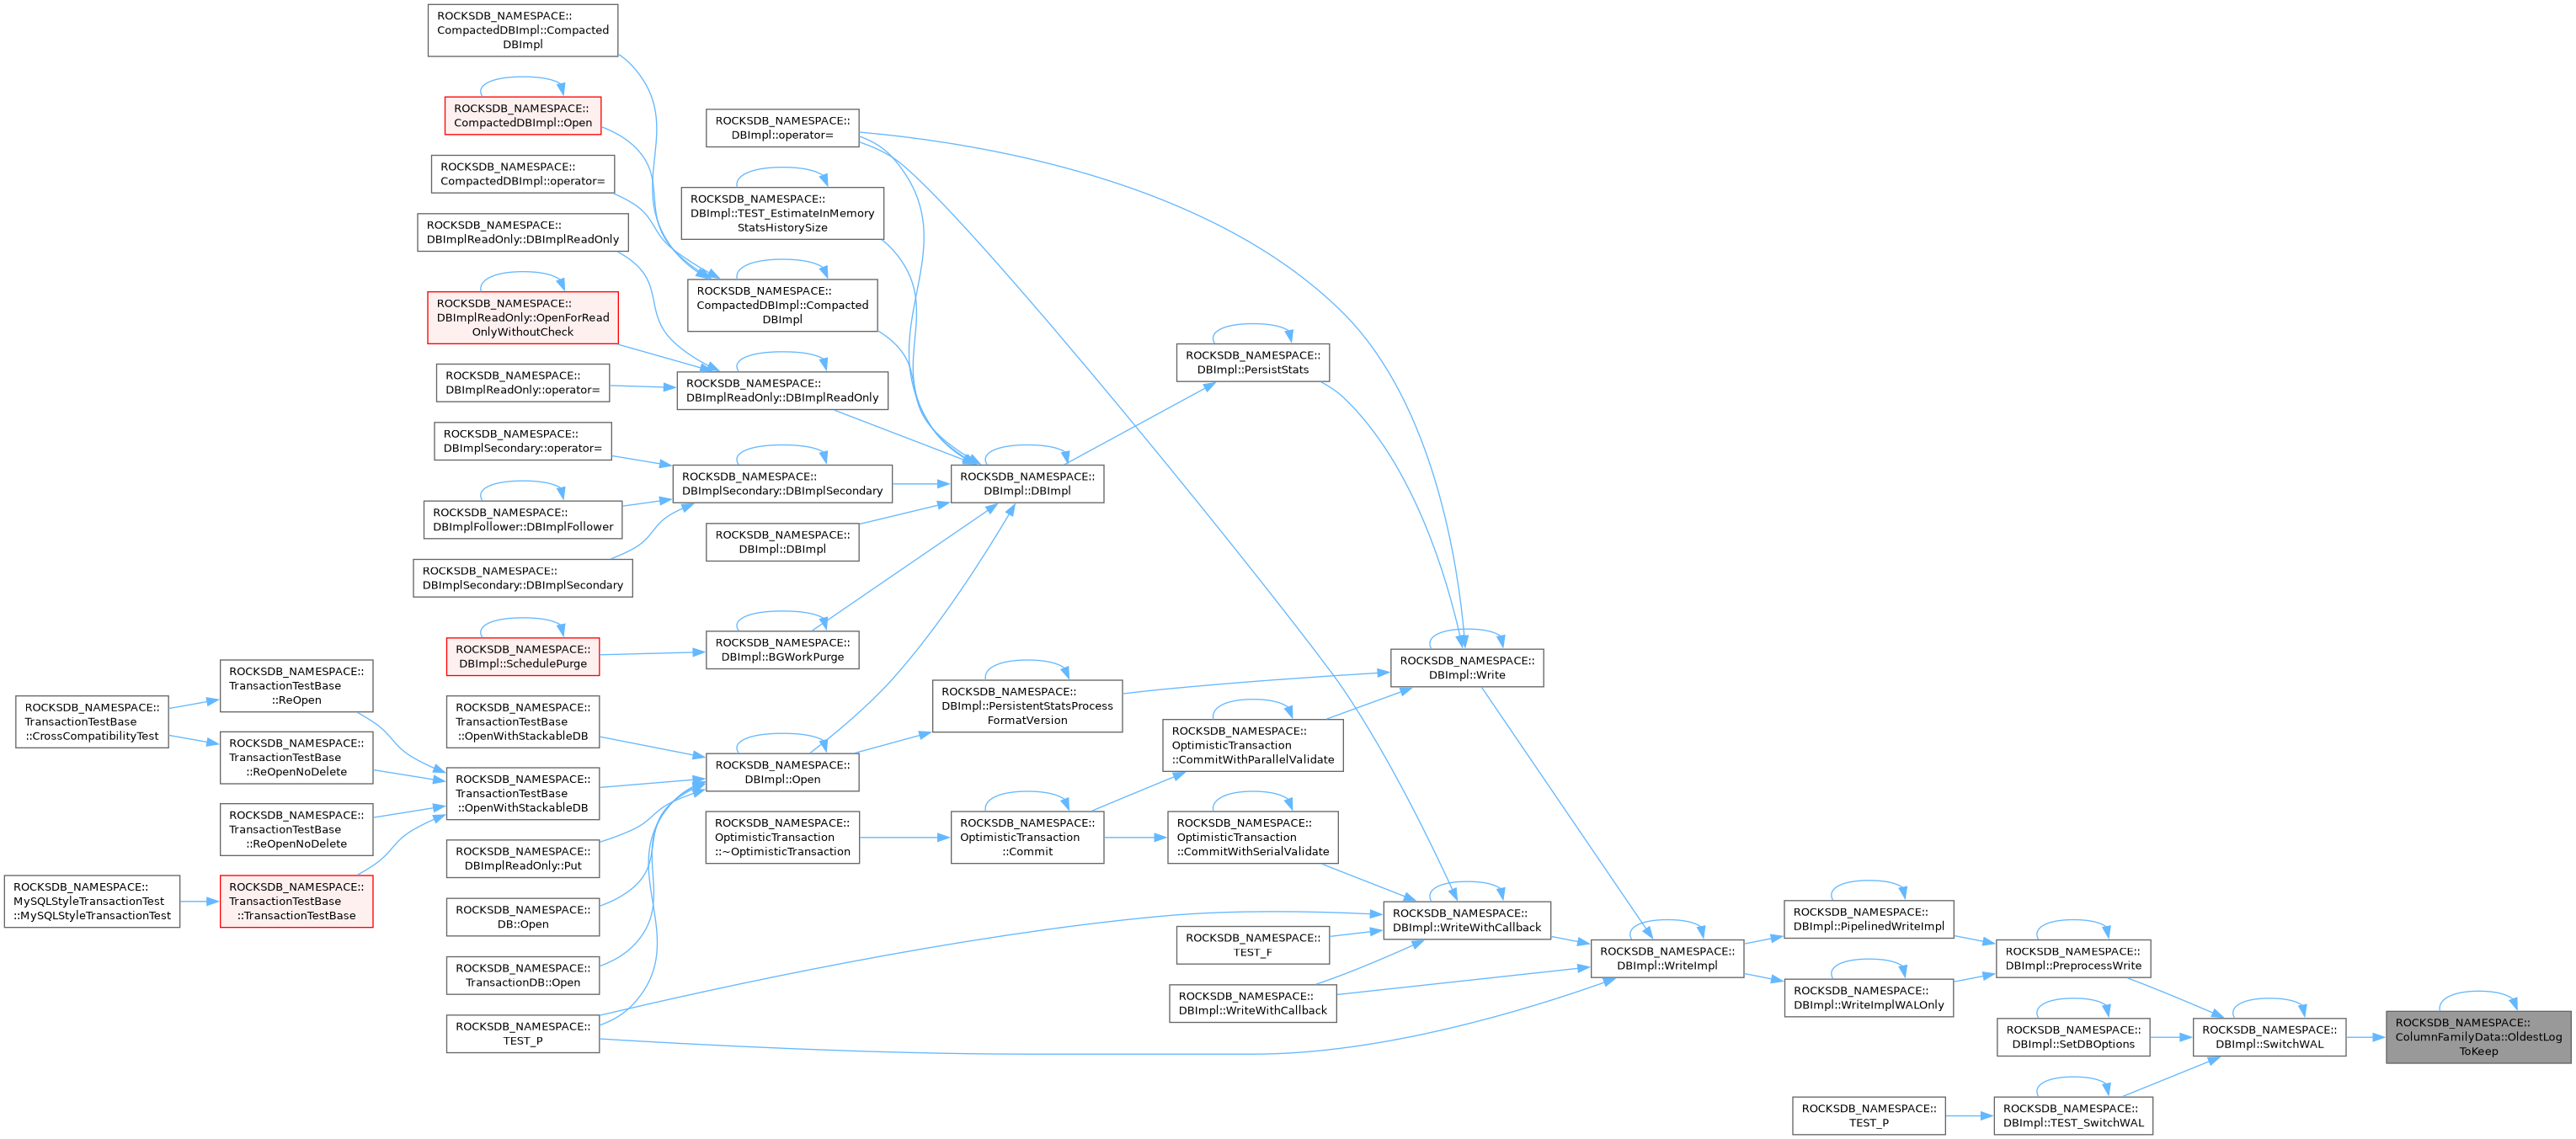 ROCKSDB_NAMESPACE::
CompactedDBImpl::Compacted
DBImpl
ROCKSDB_NAMESPACE::
CompactedDBImpl::Open
ROCKSDB_NAMESPACE::
CompactedDBImpl::operator=
ROCKSDB_NAMESPACE::
DBImplReadOnly::DBImplReadOnly
ROCKSDB_NAMESPACE::
DBImplReadOnly::OpenForRead
OnlyWithoutCheck
ROCKSDB_NAMESPACE::
DBImplReadOnly::operator=
ROCKSDB_NAMESPACE::
DBImplSecondary::operator=
ROCKSDB_NAMESPACE::
DBImplFollower::DBImplFollower
ROCKSDB_NAMESPACE::
DBImplSecondary::DBImplSecondary
ROCKSDB_NAMESPACE::
DBImpl::SchedulePurge
ROCKSDB_NAMESPACE::
TransactionTestBase
::OpenWithStackableDB
ROCKSDB_NAMESPACE::
TransactionTestBase
::OpenWithStackableDB
ROCKSDB_NAMESPACE::
DBImplReadOnly::Put
ROCKSDB_NAMESPACE::
DB::Open
ROCKSDB_NAMESPACE::
TransactionDB::Open
ROCKSDB_NAMESPACE::
TEST_P
ROCKSDB_NAMESPACE::
TransactionTestBase
::ReOpen
ROCKSDB_NAMESPACE::
TransactionTestBase
::ReOpenNoDelete
ROCKSDB_NAMESPACE::
TransactionTestBase
::ReOpenNoDelete
ROCKSDB_NAMESPACE::
TransactionTestBase
::TransactionTestBase
ROCKSDB_NAMESPACE::
TransactionTestBase
::CrossCompatibilityTest
ROCKSDB_NAMESPACE::
MySQLStyleTransactionTest
::MySQLStyleTransactionTest
ROCKSDB_NAMESPACE::
DBImpl::operator=
ROCKSDB_NAMESPACE::
DBImpl::TEST_EstimateInMemory
StatsHistorySize
ROCKSDB_NAMESPACE::
CompactedDBImpl::Compacted
DBImpl
ROCKSDB_NAMESPACE::
DBImplReadOnly::DBImplReadOnly
ROCKSDB_NAMESPACE::
DBImplSecondary::DBImplSecondary
ROCKSDB_NAMESPACE::
DBImpl::DBImpl
ROCKSDB_NAMESPACE::
DBImpl::BGWorkPurge
ROCKSDB_NAMESPACE::
DBImpl::Open
ROCKSDB_NAMESPACE::
OptimisticTransaction
::~OptimisticTransaction
ROCKSDB_NAMESPACE::
DBImpl::DBImpl
ROCKSDB_NAMESPACE::
DBImpl::PersistentStatsProcess
FormatVersion
ROCKSDB_NAMESPACE::
OptimisticTransaction
::Commit
ROCKSDB_NAMESPACE::
DBImpl::PersistStats
ROCKSDB_NAMESPACE::
OptimisticTransaction
::CommitWithParallelValidate
ROCKSDB_NAMESPACE::
OptimisticTransaction
::CommitWithSerialValidate
ROCKSDB_NAMESPACE::
TEST_F
ROCKSDB_NAMESPACE::
DBImpl::WriteWithCallback
ROCKSDB_NAMESPACE::
DBImpl::Write
ROCKSDB_NAMESPACE::
DBImpl::WriteWithCallback
ROCKSDB_NAMESPACE::
DBImpl::WriteImpl
ROCKSDB_NAMESPACE::
DBImpl::PipelinedWriteImpl
ROCKSDB_NAMESPACE::
DBImpl::WriteImplWALOnly
ROCKSDB_NAMESPACE::
TEST_P
ROCKSDB_NAMESPACE::
DBImpl::PreprocessWrite
ROCKSDB_NAMESPACE::
DBImpl::SetDBOptions
ROCKSDB_NAMESPACE::
DBImpl::TEST_SwitchWAL
ROCKSDB_NAMESPACE::
DBImpl::SwitchWAL
ROCKSDB_NAMESPACE::
ColumnFamilyData::OldestLog
ToKeep